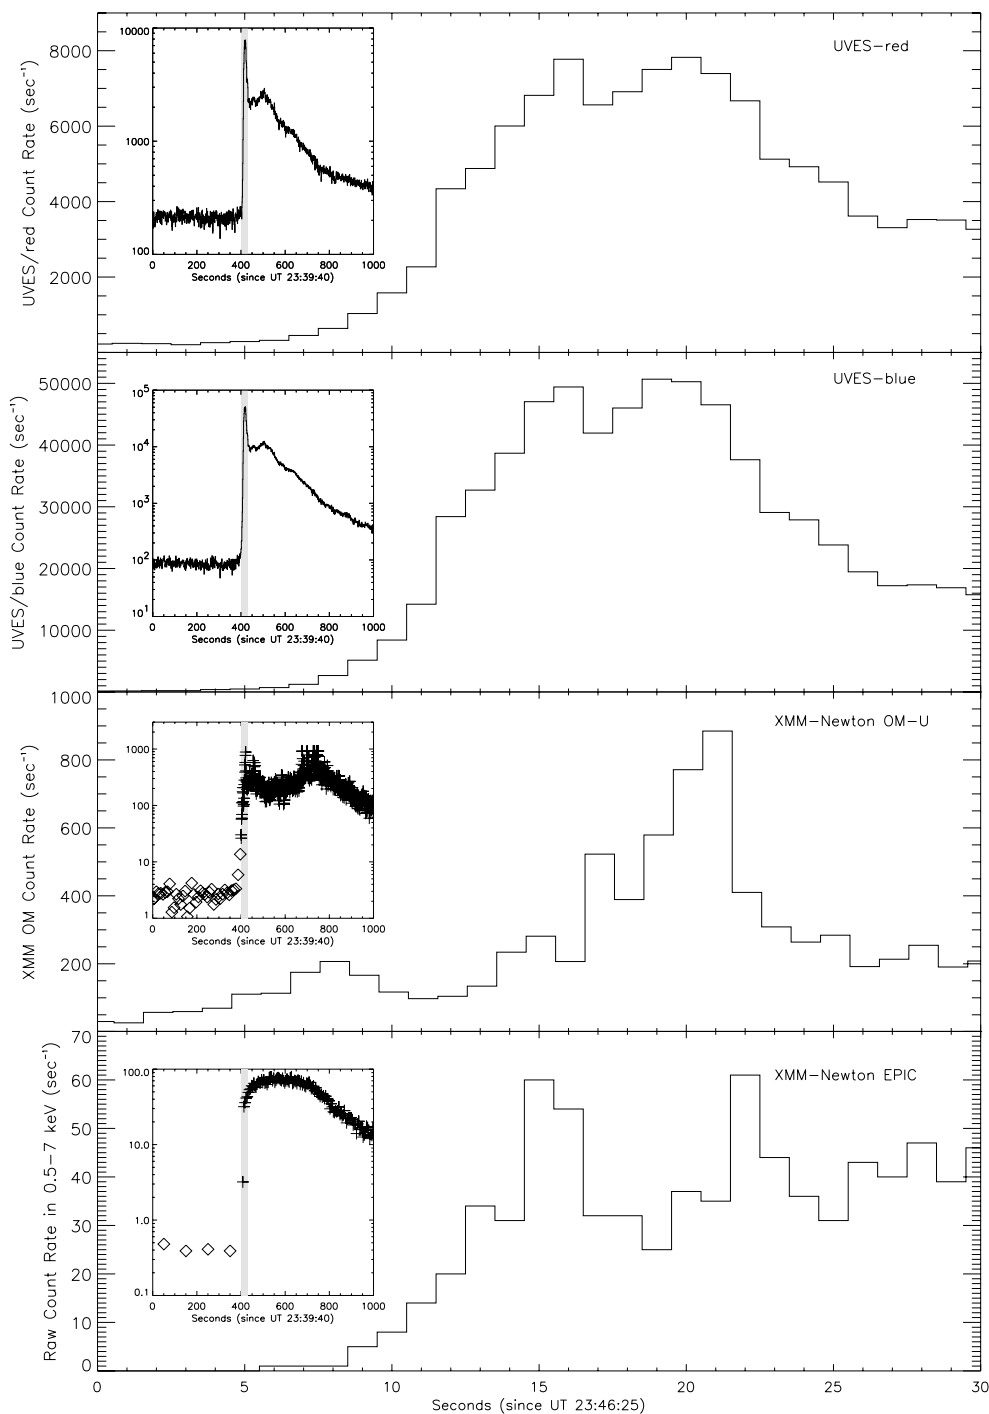 UVES/red Count Rate (sec⁻¹)
8000
6000
4000
2000
UVES−red
10000
1000
100
0 200 400 600 800 1000
Seconds (since UT 23:39:40)
UVES/blue Count Rate (sec⁻¹)
50000
40000
30000
20000
10000
UVES−blue
10⁵
10⁴
10³
10²
10¹
0 200 400 600 800 1000
Seconds (since UT 23:39:40)
XMM OM Count Rate (sec⁻¹)
1000
800
600
400
200
XMM−Newton OM−U
1000
100
10
1
0 200 400 600 800 1000
Seconds (since UT 23:39:40)
Raw Count Rate in 0.5−7 keV (sec⁻¹)
70
60
50
40
30
20
10
0
XMM−Newton EPIC
100.0
10.0
1.0
0.1
0 200 400 600 800 1000
Seconds (since UT 23:39:40)
0 5 10 15 20 25 30
Seconds (since UT 23:46:25)